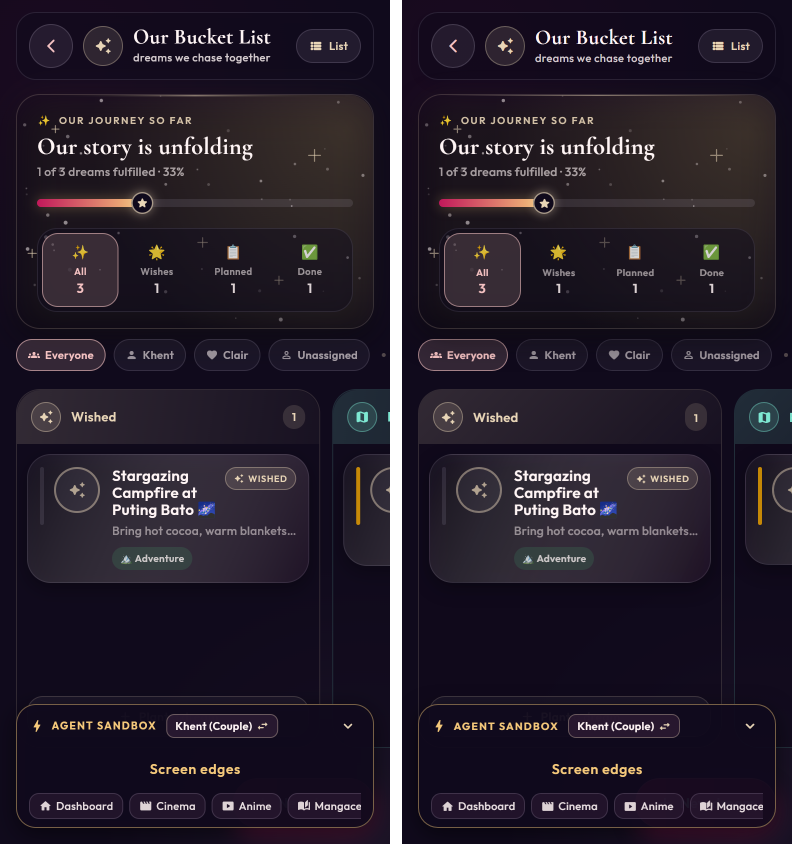 Our Bucket List
dreams we chase together
List
OUR JOURNEY SO FAR
Our story is unfolding
1 of 3 dreams fulfilled · 33%
All
3
Wishes
1
Planned
1
Done
1
Everyone
Khent
Clair
Unassigned
Wished
1
Stargazing
Campfire at
Puting Bato
WISHED
Bring hot cocoa, warm blankets...
Adventure
AGENT SANDBOX
Khent (Couple)
Screen edges
Dashboard
Cinema
Anime
Mangace
Our Bucket List
dreams we chase together
List
OUR JOURNEY SO FAR
Our story is unfolding
1 of 3 dreams fulfilled · 33%
All
3
Wishes
1
Planned
1
Done
1
Everyone
Khent
Clair
Unassigned
Wished
1
Stargazing
Campfire at
Puting Bato
WISHED
Bring hot cocoa, warm blankets...
Adventure
AGENT SANDBOX
Khent (Couple)
Screen edges
Dashboard
Cinema
Anime
Mangace